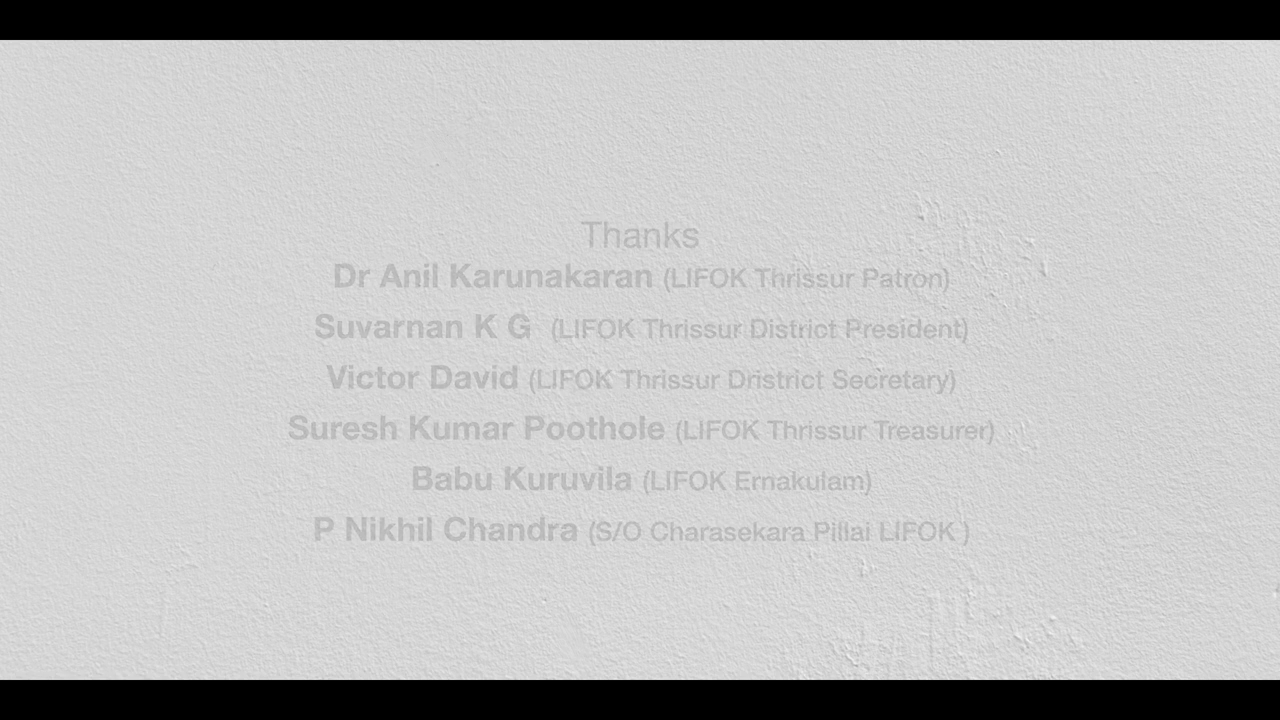 Thanks
Dr Anil Karunakaran (LIFOK Thrissur Patron)
Suvarnan K G (LIFOK Thrissur District President)
Victor David (LIFOK Thrissur Dristrict Secretary)
Suresh Kumar Poothole (LIFOK Thrissur Treasurer)
Babu Kuruvila (LIFOK Ernakulam)
P Nikhil Chandra (S/O Charasekara Pillai LIFOK )